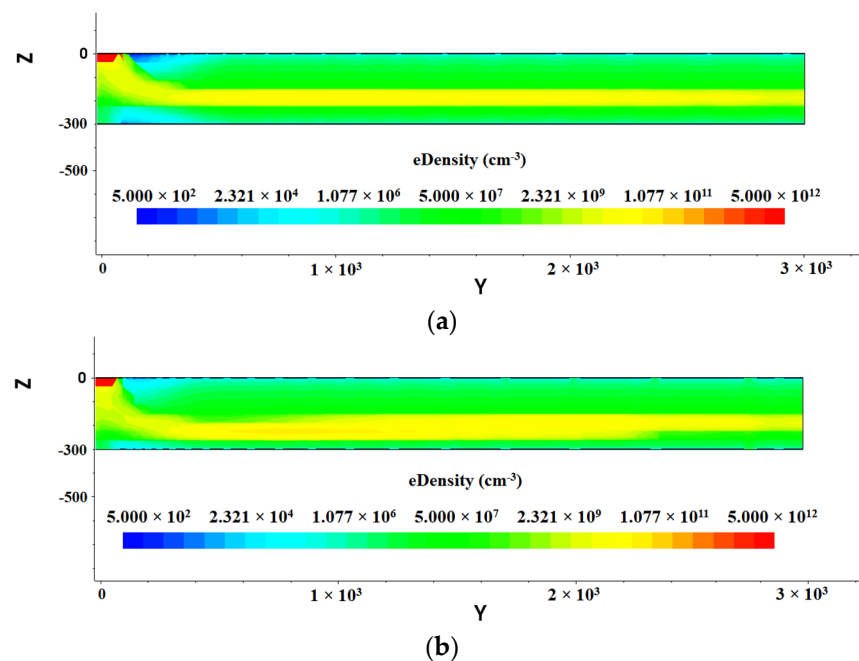 (a)
Z
0
-300
-500
eDensity (cm⁻³)
5.000 × 10² 2.321 × 10⁴ 1.077 × 10⁶ 5.000 × 10⁷ 2.321 × 10⁹ 1.077 × 10¹¹ 5.000 × 10¹²
0 1 × 10³ 2 × 10³ 3 × 10³
Y
(b)
Z
0
-300
-500
eDensity (cm⁻³)
5.000 × 10² 2.321 × 10⁴ 1.077 × 10⁶ 5.000 × 10⁷ 2.321 × 10⁹ 1.077 × 10¹¹ 5.000 × 10¹²
0 1 × 10³ 2 × 10³ 3 × 10³
Y